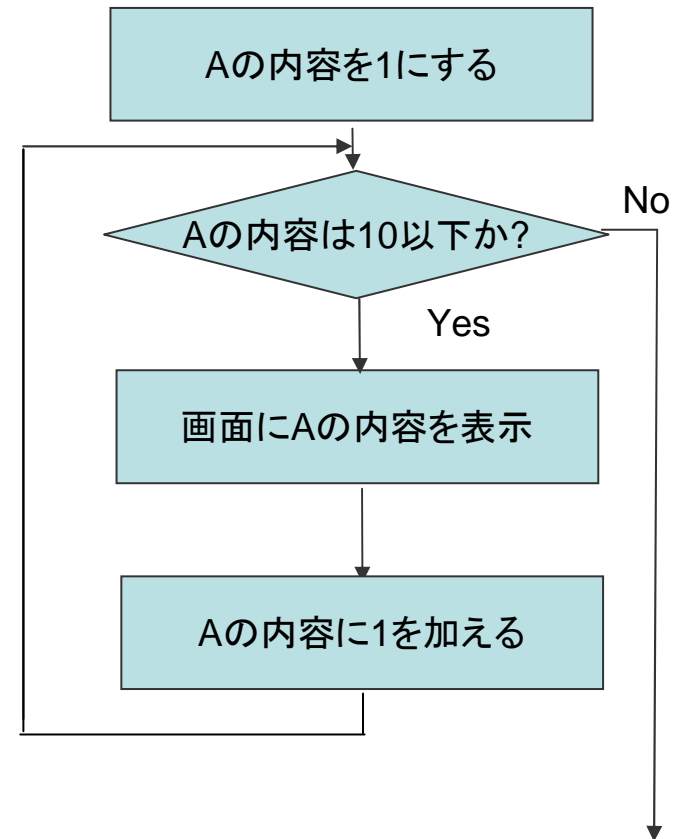 Aの内容を1にする
Aの内容は10以下か?
No
Yes
画面にAの内容を表示
Aの内容に1を加える